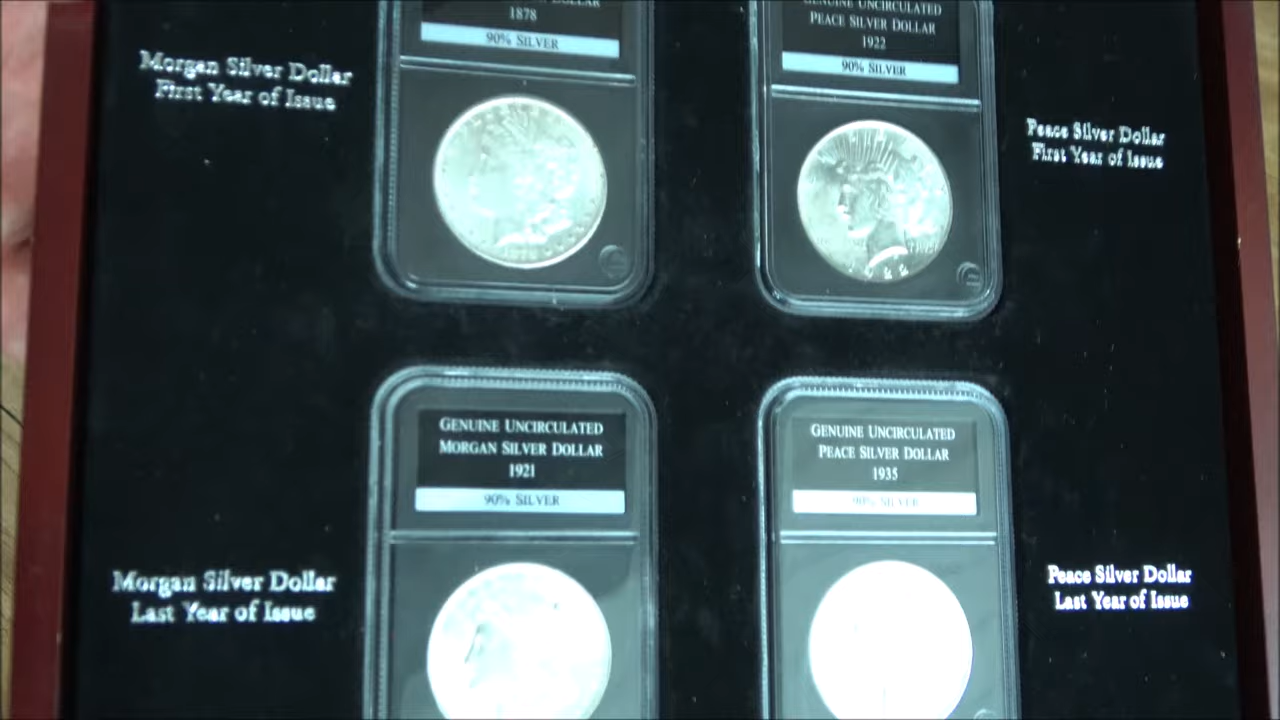 DOLLAR
1878
90% SILVER
Morgan Silver Dollar
First Year of Issue
GENUINE UNCIRCULATED
PEACE SILVER DOLLAR
1922
90% SILVER
Peace Silver Dollar
First Year of Issue
GENUINE UNCIRCULATED
MORGAN SILVER DOLLAR
1921
90% SILVER
Morgan Silver Dollar
Last Year of Issue
GENUINE UNCIRCULATED
PEACE SILVER DOLLAR
1935
90% SILVER
Peace Silver Dollar
Last Year of Issue